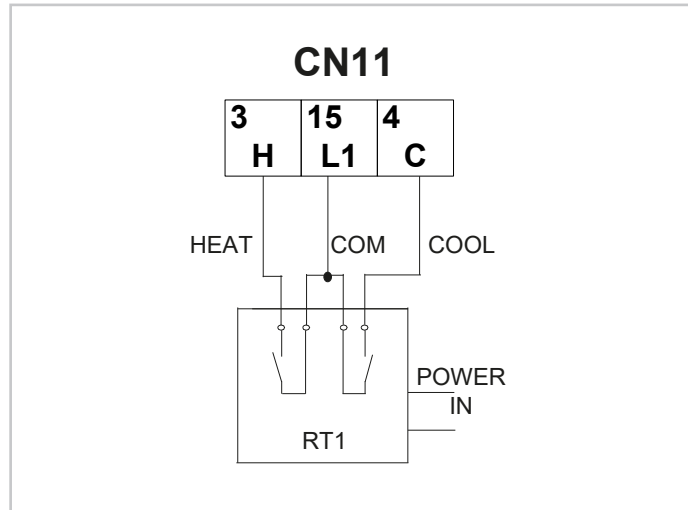 CN11
3 15 4
H L1 C
HEAT COM COOL
POWER
IN
RT1